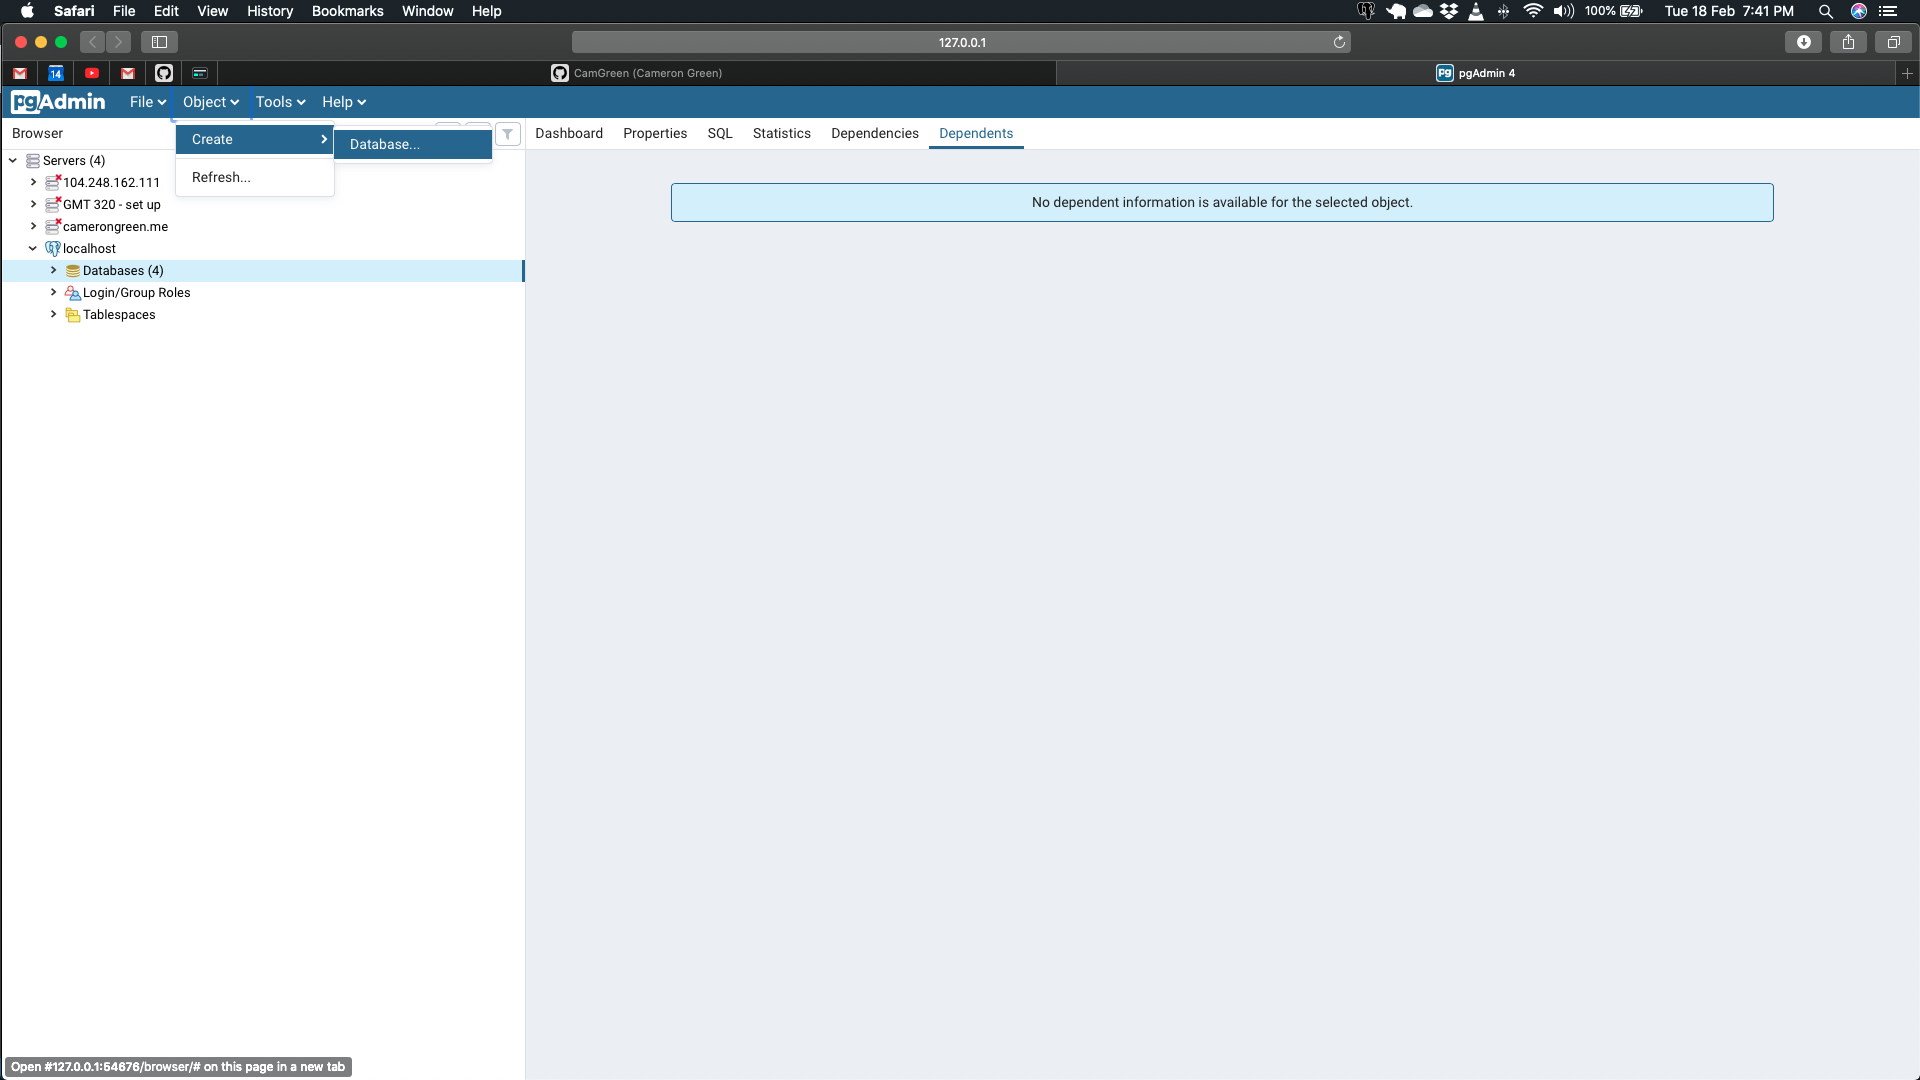 Safari File Edit View History Bookmarks Window Help
100% Tue 18 Feb 7:41 PM
127.0.0.1
14
CamGreen (Cameron Green)
Pg pgAdmin 4
pgAdmin File Object Tools Help
Browser
Create
Database...
Refresh...
Dashboard Properties SQL Statistics Dependencies Dependents
Servers (4)
104.248.162.111
GMT 320 - set up
camerongreen.me
localhost
Databases (4)
Login/Group Roles
Tablespaces
No dependent information is available for the selected object.
Open #127.0.0.1:54676/browser/# on this page in a new tab